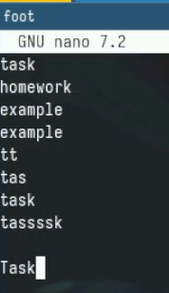 foot
GNU nano 7.2
task
homework
example
example
tt
tas
task
tassssk
Task